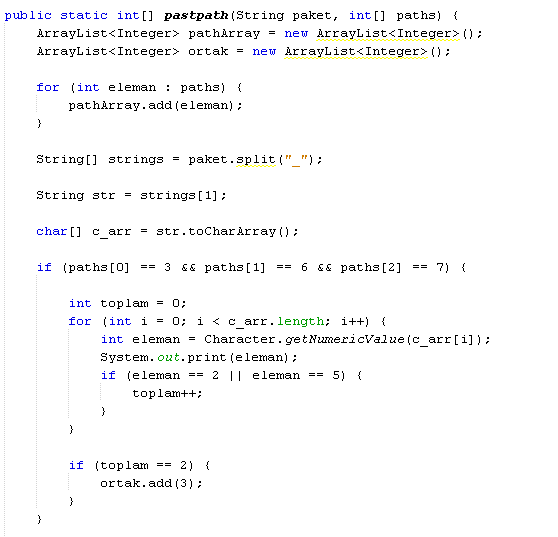 public static int[] pastpath(String paket, int[] paths) {
    ArrayList<Integer> pathArray = new ArrayList<Integer>();
    ArrayList<Integer> ortak = new ArrayList<Integer>();

    for (int eleman : paths) {
        pathArray.add(eleman);
    }

    String[] strings = paket.split("_");

    String str = strings[1];

    char[] c_arr = str.toCharArray();

    if (paths[0] == 3 && paths[1] == 6 && paths[2] == 7) {

        int toplam = 0;
        for (int i = 0; i < c_arr.length; i++) {
            int eleman = Character.getNumericValue(c_arr[i]);
            System.out.print(eleman);
            if (eleman == 2 || eleman == 5) {
                toplam++;
            }
        }

        if (toplam == 2) {
            ortak.add(3);
        }
    }